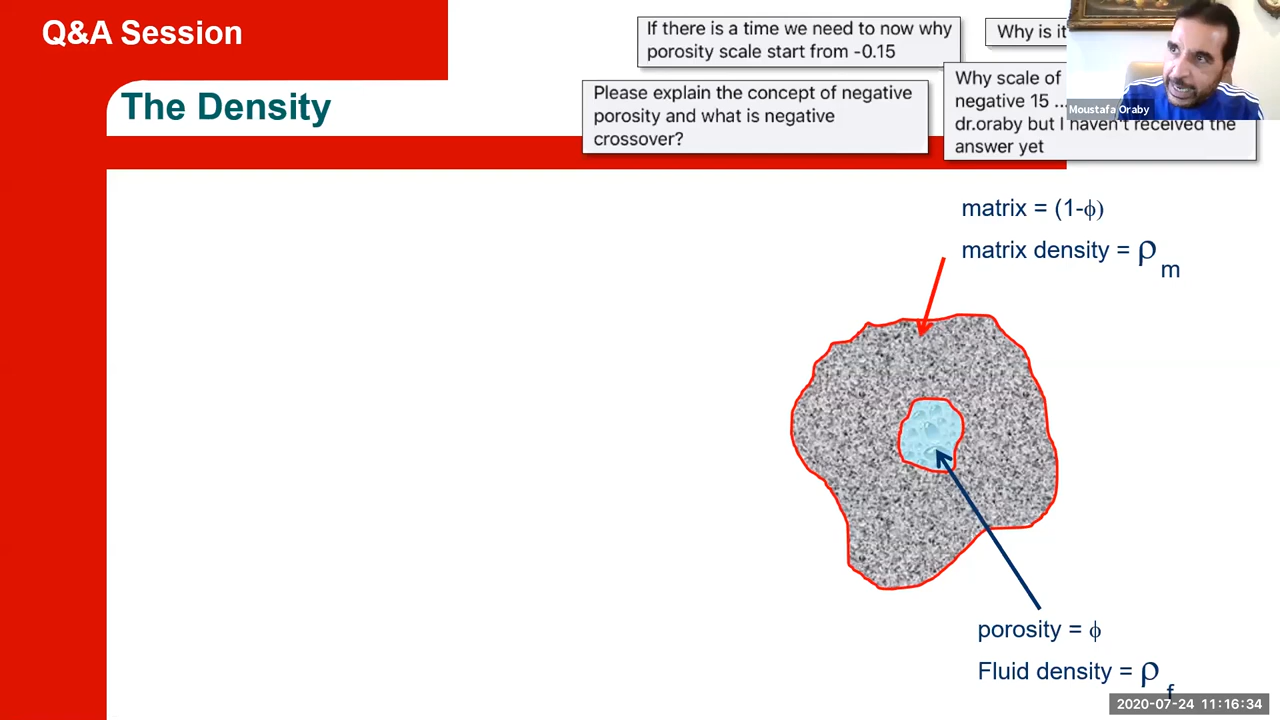 Q&A Session
The Density
If there is a time we need to now why
porosity scale start from -0.15
Please explain the concept of negative
porosity and what is negative
crossover?
Why is it
Why scale of
negative 15 ..
dr.oraby but I haven't received the
answer yet
Moustafa Oraby
matrix = (1-ϕ)
matrix density = ρm
porosity = ϕ
Fluid density = ρf
2020-07-24 11:16:34